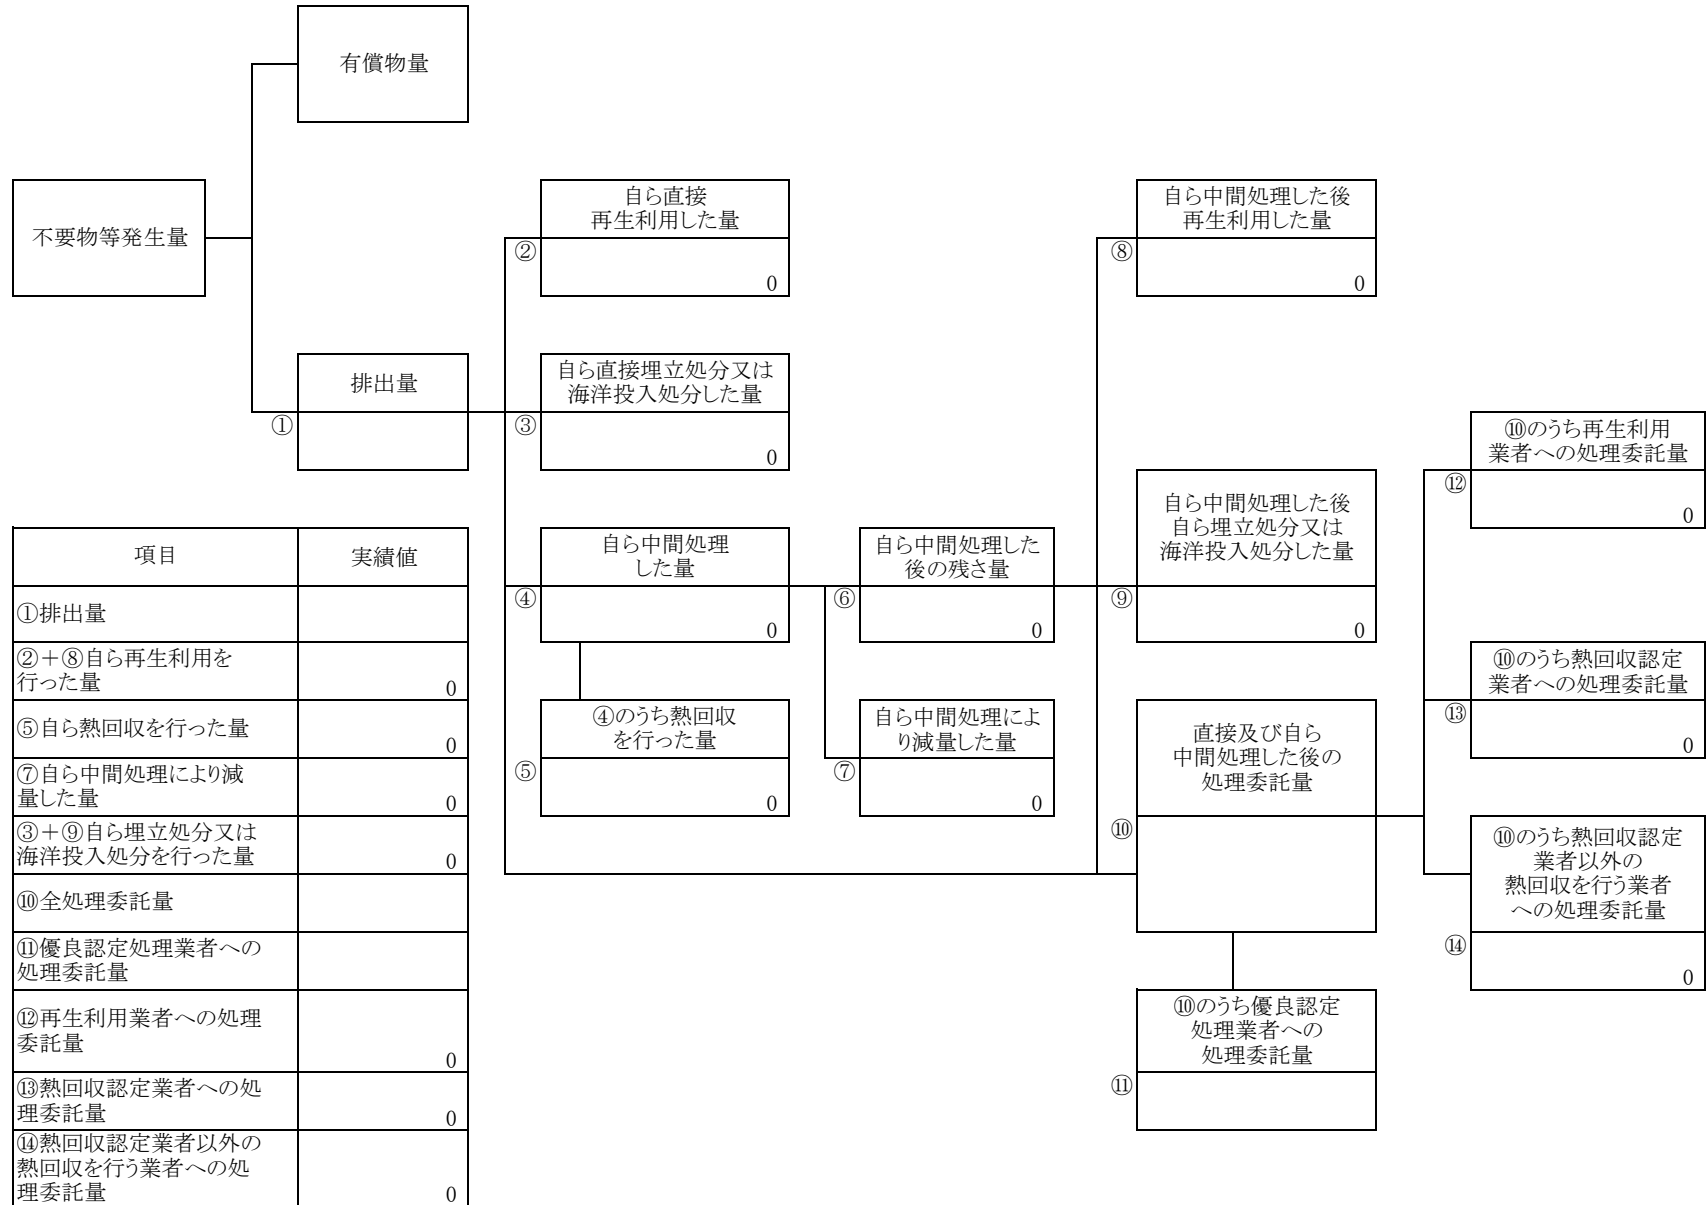 有償物量
不要物等発生量
自ら直接
再生利用した量
②
0
自ら中間処理した後
再生利用した量
⑧
0
排出量
①
自ら直接埋立処分又は
海洋投入処分した量
③
0
⑩のうち再生利用
業者への処理委託量
⑫
0
自ら中間処理した後
自ら埋立処分又は
海洋投入処分した量
⑨
0
自ら中間処理
した量
④
0
自ら中間処理した
後の残さ量
⑥
0
⑩のうち熱回収認定
業者への処理委託量
⑬
0
④のうち熱回収
を行った量
⑤
0
自ら中間処理によ
り減量した量
⑦
0
直接及び自ら
中間処理した後の
処理委託量
⑩
⑩のうち熱回収認定
業者以外の
熱回収を行う業者
への処理委託量
⑭
0
⑩のうち優良認定
処理業者への
処理委託量
⑪
項目 実績値
①排出量
②+⑧自ら再生利用を
行った量 0
⑤自ら熱回収を行った量 0
⑦自ら中間処理により減
量した量 0
③+⑨自ら埋立処分又は
海洋投入処分を行った量 0
⑩全処理委託量
⑪優良認定処理業者への
処理委託量
⑫再生利用業者への処理
委託量 0
⑬熱回収認定業者への処
理委託量 0
⑭熱回収認定業者以外の
熱回収を行う業者への処
理委託量 0